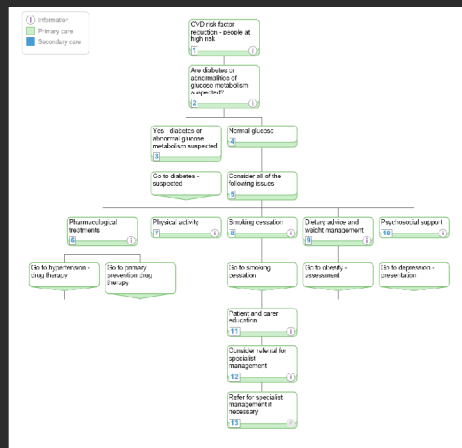 Information
Primary care
Secondary care
CVD risk factor
reduction - people at
high risk
1
Are diabetes or
abnormalities of
glucose metabolism
suspected?
2
Yes - diabetes or
abnormal glucose
metabolism suspected
3
Normal glucose
4
Go to diabetes -
suspected
Consider all of the
following issues
5
Pharmacological
treatments
6
Physical activity
7
Smoking cessation
8
Dietary advice and
weight management
9
Psychosocial support
10
Go to hypertension -
drug therapy
Go to primary
prevention drug
therapy
Go to smoking
cessation
Go to obesity -
assessment
Go to depression -
presentation
Patient and carer
education
11
Consider referral for
specialist
management
12
Refer for specialist
management if
necessary
13